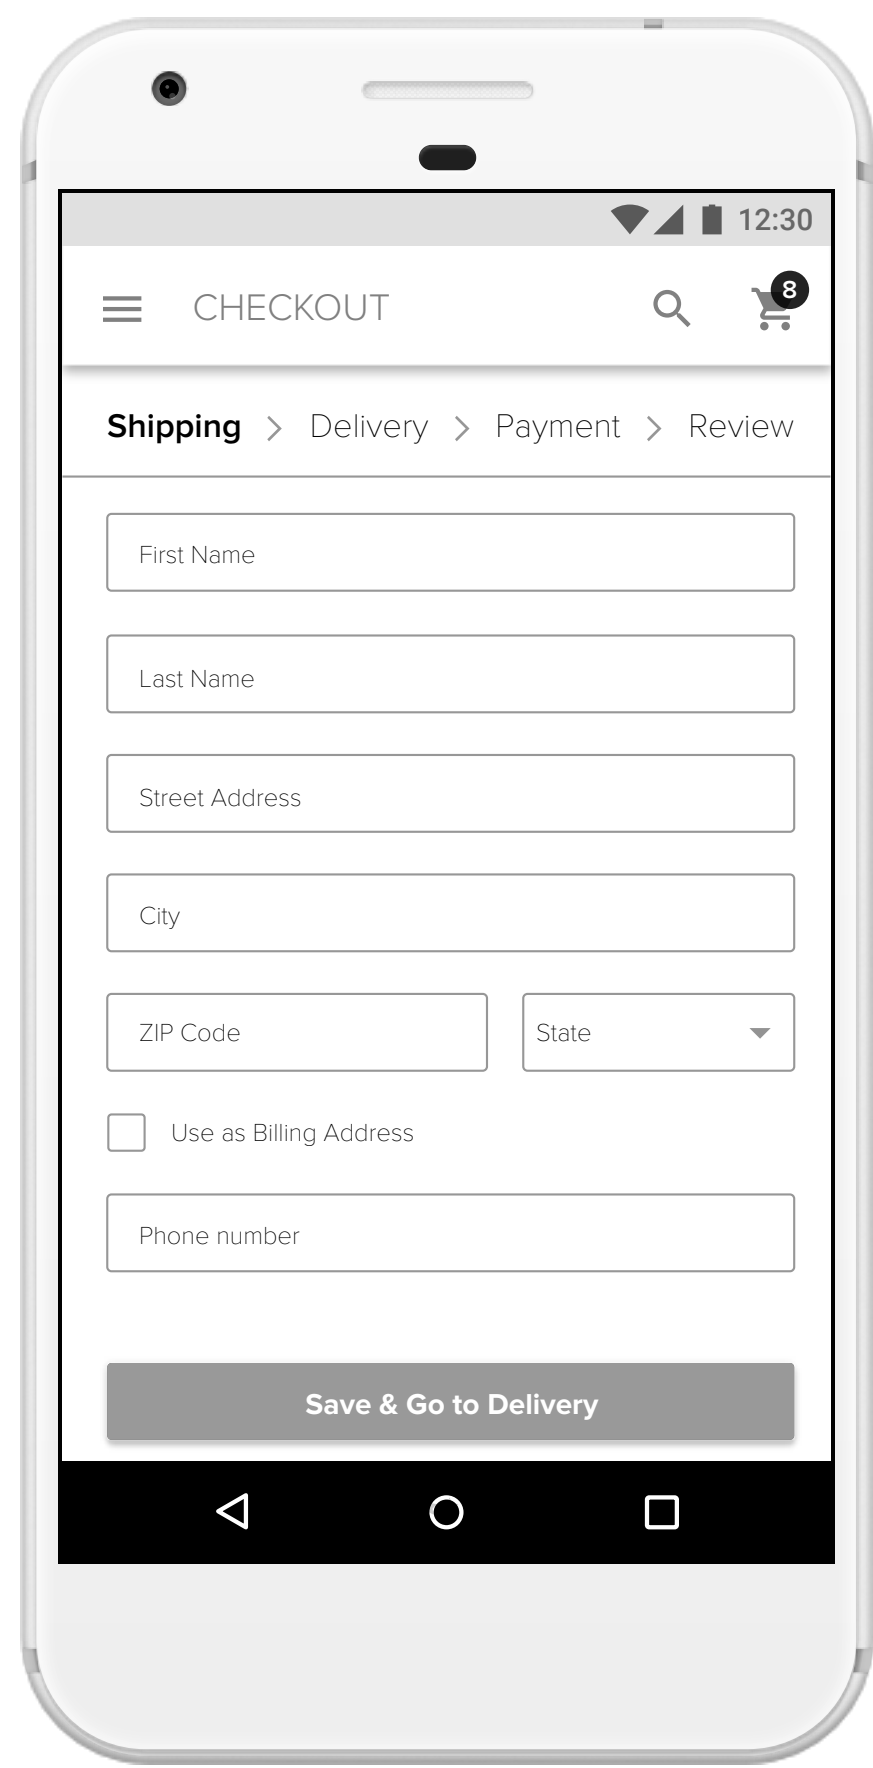 12:30
CHECKOUT 8
Shipping Delivery Payment Review
First Name
Last Name
Street Address
City
ZIP Code State
Use as Billing Address
Phone number
Save & Go to Delivery